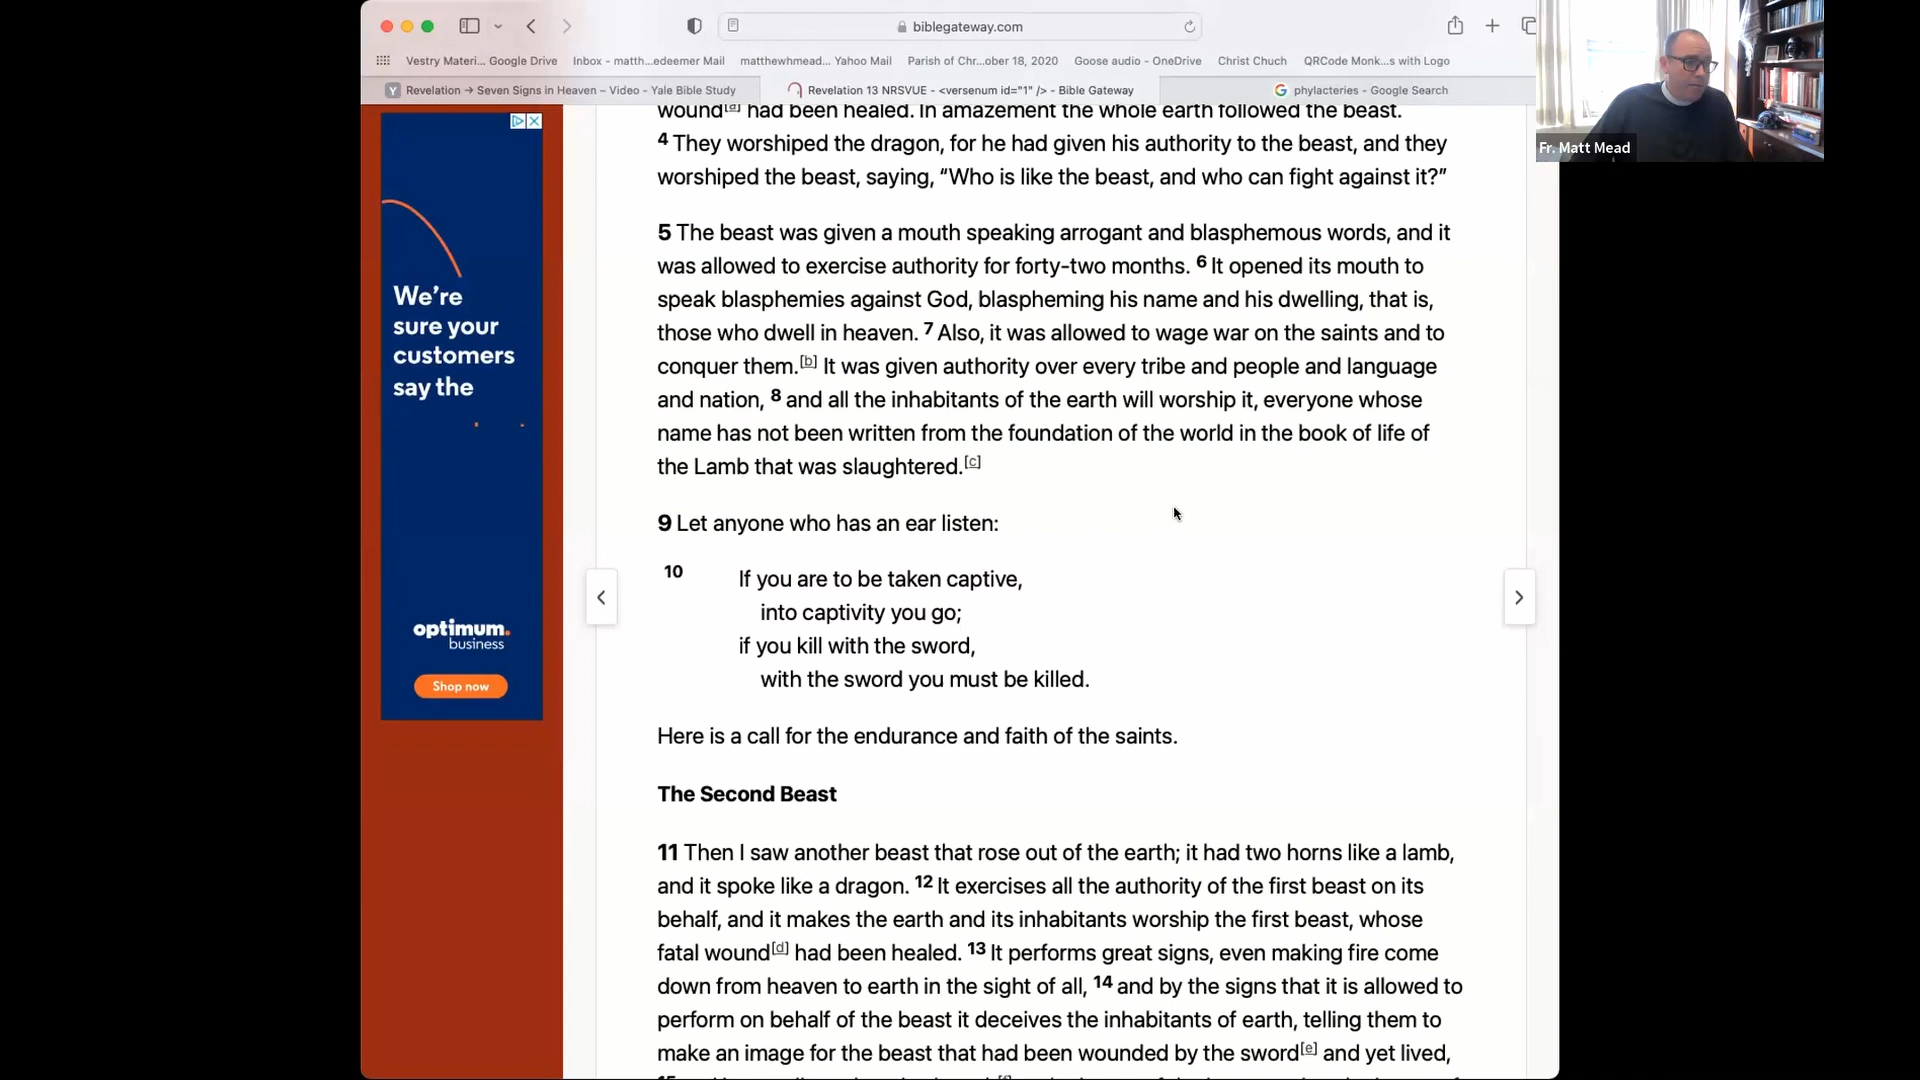 biblegateway.com
Vestry Materi... Google Drive
Inbox - matth...edeemer Mail
matthewhmead... Yahoo Mail
Parish of Chr...ober 18, 2020
Goose audio - OneDrive
Christ Chuch
QRCode Monk...s with Logo
Y Revelation → Seven Signs in Heaven – Video - Yale Bible Study
Revelation 13 NRSVUE - <versenum id="1" /> - Bible Gateway
G phylacteries - Google Search
Fr. Matt Mead
We're
sure your
customers
say the
optimum.
business
Shop now
wound[a] had been healed. In amazement the whole earth followed the beast.
4 They worshiped the dragon, for he had given his authority to the beast, and they
worshiped the beast, saying, “Who is like the beast, and who can fight against it?”
5 The beast was given a mouth speaking arrogant and blasphemous words, and it
was allowed to exercise authority for forty-two months. 6 It opened its mouth to
speak blasphemies against God, blaspheming his name and his dwelling, that is,
those who dwell in heaven. 7 Also, it was allowed to wage war on the saints and to
conquer them.[b] It was given authority over every tribe and people and language
and nation, 8 and all the inhabitants of the earth will worship it, everyone whose
name has not been written from the foundation of the world in the book of life of
the Lamb that was slaughtered.[c]
9 Let anyone who has an ear listen:
10 If you are to be taken captive,
into captivity you go;
if you kill with the sword,
with the sword you must be killed.
Here is a call for the endurance and faith of the saints.
The Second Beast
11 Then I saw another beast that rose out of the earth; it had two horns like a lamb,
and it spoke like a dragon. 12 It exercises all the authority of the first beast on its
behalf, and it makes the earth and its inhabitants worship the first beast, whose
fatal wound[d] had been healed. 13 It performs great signs, even making fire come
down from heaven to earth in the sight of all, 14 and by the signs that it is allowed to
perform on behalf of the beast it deceives the inhabitants of earth, telling them to
make an image for the beast that had been wounded by the sword[e] and yet lived,